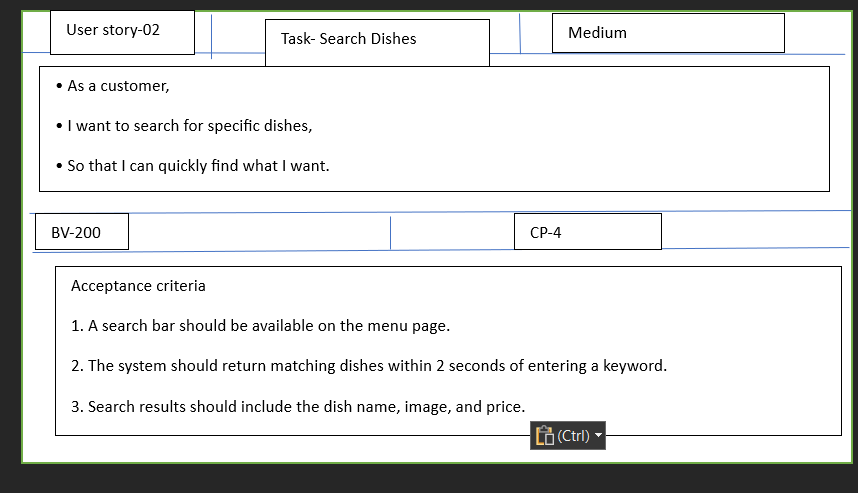 User story-02
Task- Search Dishes
Medium
• As a customer,
• I want to search for specific dishes,
• So that I can quickly find what I want.
BV-200
CP-4
Acceptance criteria
1. A search bar should be available on the menu page.
2. The system should return matching dishes within 2 seconds of entering a keyword.
3. Search results should include the dish name, image, and price.
(Ctrl)